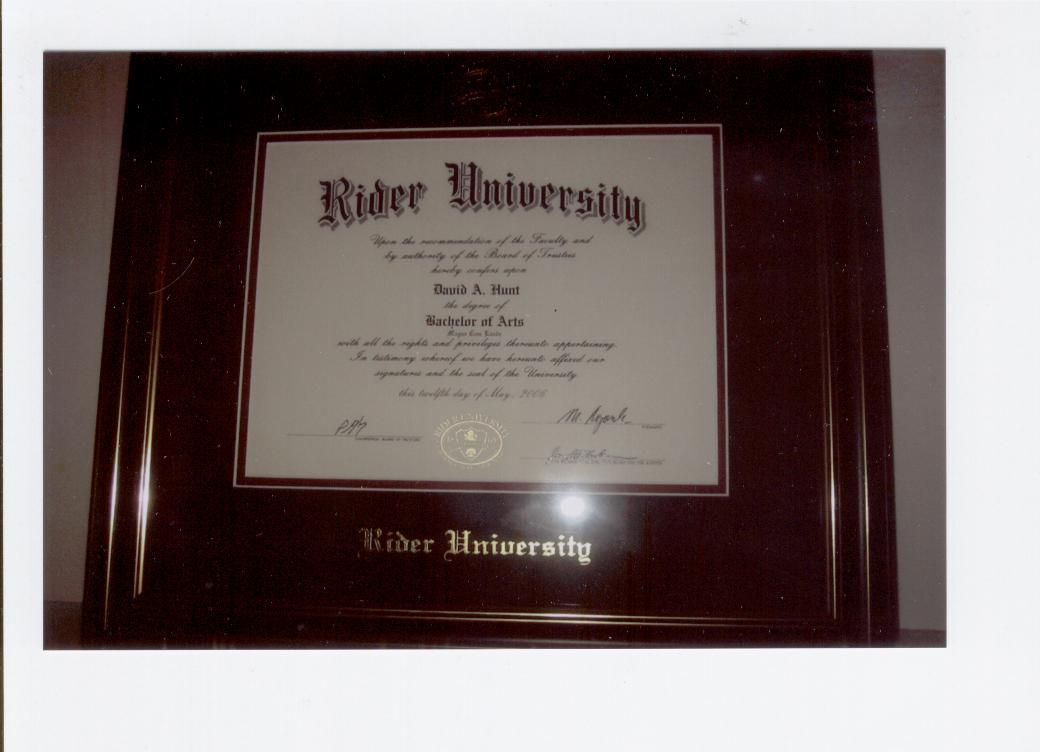 Rider University
Upon the recommendation of the Faculty and
by authority of the Board of Trustees
hereby confers upon
David A. Hunt
the degree of
Bachelor of Arts
Magna Cum Laude
with all the rights and privileges thereunto appertaining.
In testimony whereof we have hereunto affixed our
signatures and the seal of the University
this twelfth day of May, 2006
RIDER UNIVERSITY
PRESIDENT
Rider University